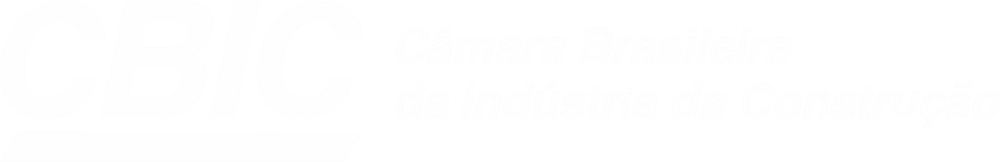 CBIC
Câmara Brasileira
da Indústria da Construção